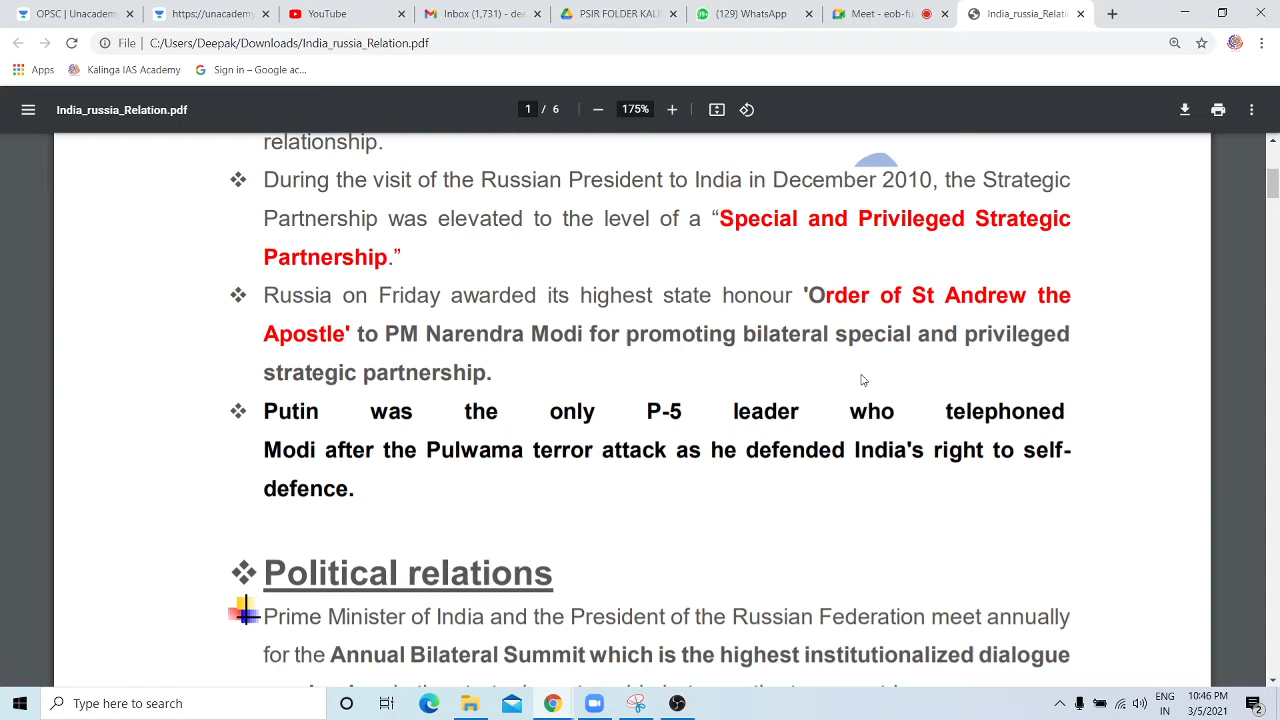 OPSC | Unacademy
https://unacademy
YouTube
Inbox (1,731) - dee
PSIR FOLDER KALI
(129) WhatsApp
Meet - eob-fu
India_russia_Relati
File | C:/Users/Deepak/Downloads/India_russia_Relation.pdf
Apps Kalinga IAS Academy Sign in – Google ac...
India_russia_Relation.pdf 1 / 6 175%
relationship.
❖ During the visit of the Russian President to India in December 2010, the Strategic
Partnership was elevated to the level of a “Special and Privileged Strategic
Partnership.”
❖ Russia on Friday awarded its highest state honour 'Order of St Andrew the
Apostle' to PM Narendra Modi for promoting bilateral special and privileged
strategic partnership.
❖ Putin was the only P-5 leader who telephoned
Modi after the Pulwama terror attack as he defended India's right to self-
defence.
❖ Political relations
Prime Minister of India and the President of the Russian Federation meet annually
for the Annual Bilateral Summit which is the highest institutionalized dialogue
Type here to search
ENG
IN
10:46 PM
3/5/2021
2